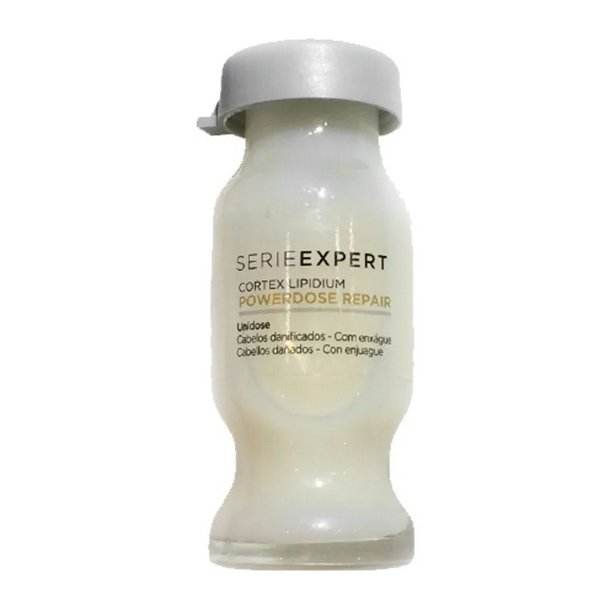 SERIEEXPERT
CORTEX LIPIDIUM
POWERDOSE REPAIR
Unidose
Cabelos danificados - Com enxágue
Cabellos dañados - Con enjuague